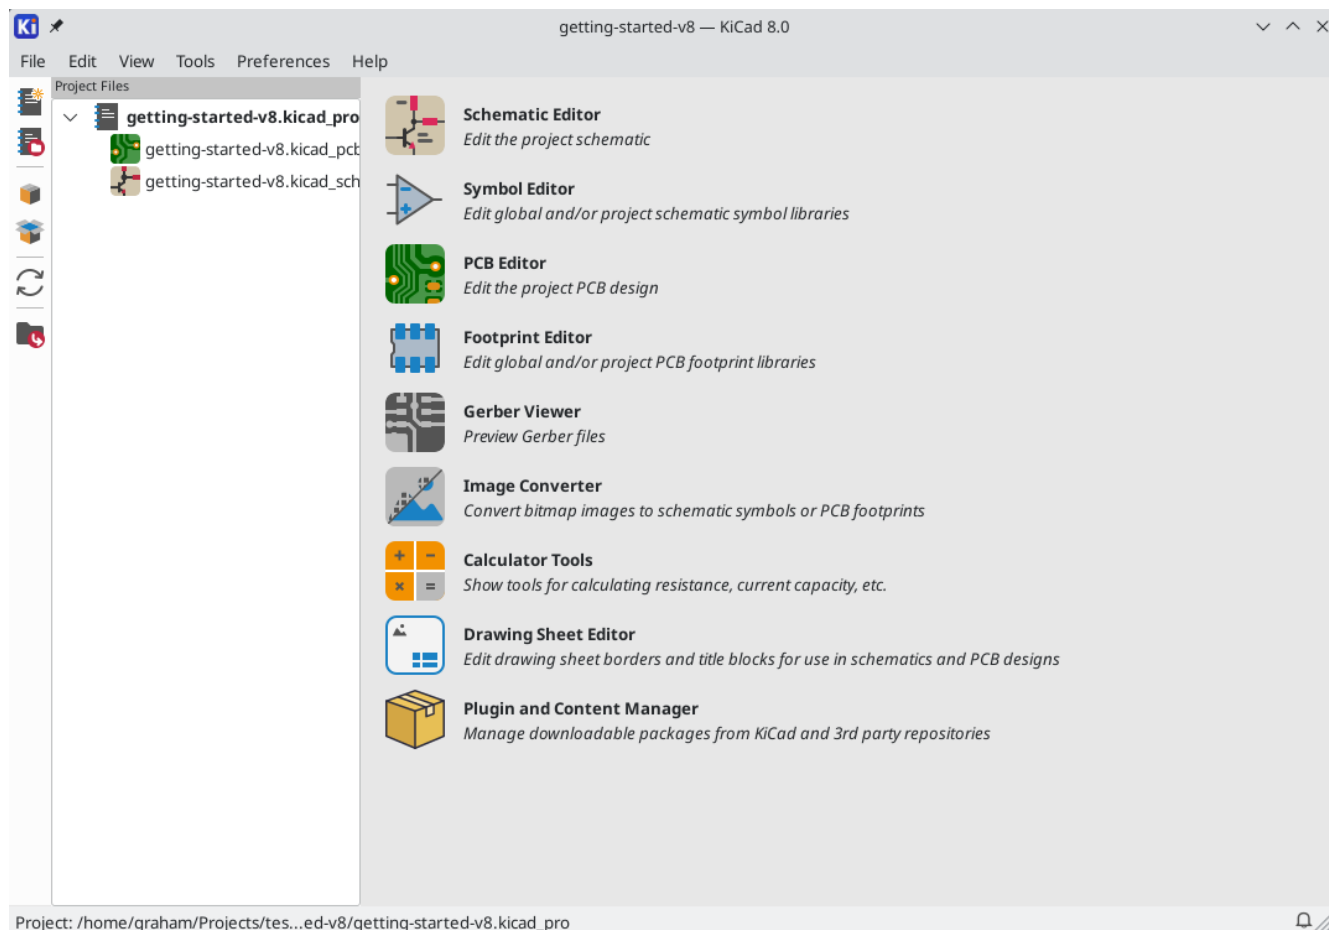 Ki
getting-started-v8 — KiCad 8.0
File Edit View Tools Preferences Help
Project Files
getting-started-v8.kicad_pro
getting-started-v8.kicad_pcb
getting-started-v8.kicad_sch
Schematic Editor
Edit the project schematic
Symbol Editor
Edit global and/or project schematic symbol libraries
PCB Editor
Edit the project PCB design
Footprint Editor
Edit global and/or project PCB footprint libraries
Gerber Viewer
Preview Gerber files
Image Converter
Convert bitmap images to schematic symbols or PCB footprints
Calculator Tools
Show tools for calculating resistance, current capacity, etc.
Drawing Sheet Editor
Edit drawing sheet borders and title blocks for use in schematics and PCB designs
Plugin and Content Manager
Manage downloadable packages from KiCad and 3rd party repositories
Project: /home/graham/Projects/tes...ed-v8/getting-started-v8.kicad_pro